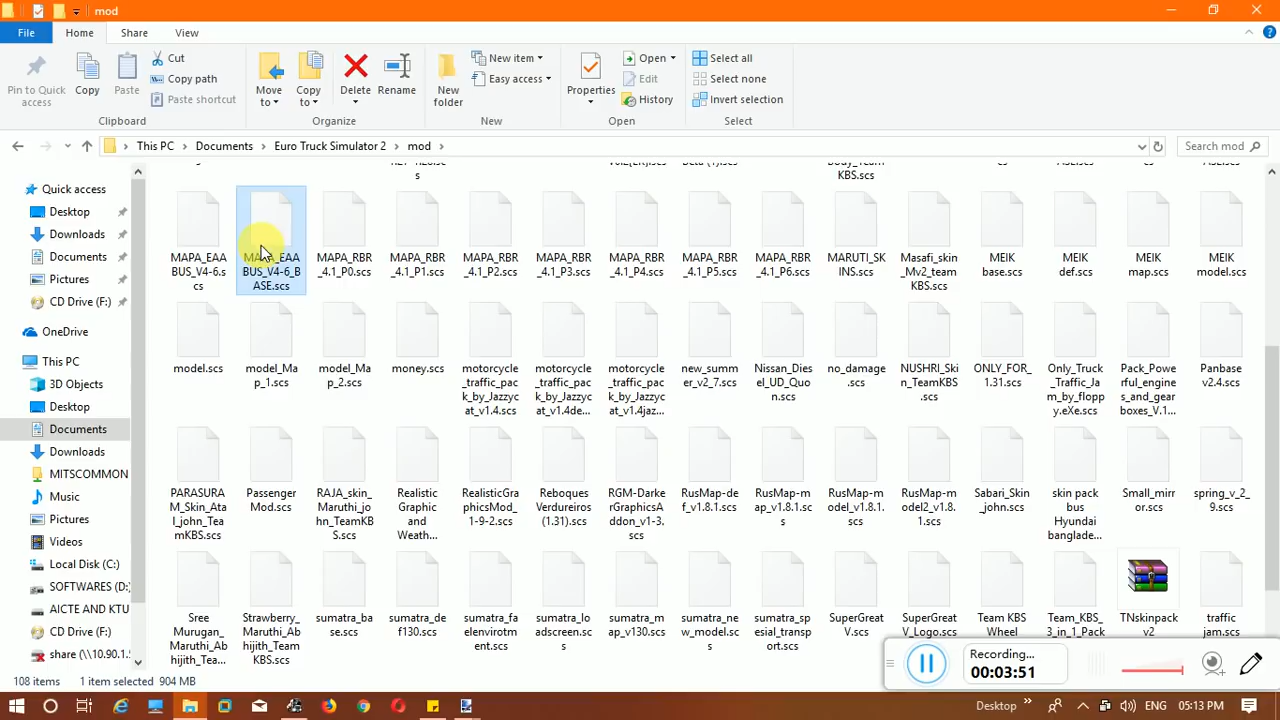 mod
File Home Share View
Pin to Quick access
Copy
Paste
Cut
Copy path
Paste shortcut
Clipboard
Move to
Copy to
Delete
Rename
Organize
New folder
New item
Easy access
New
Properties
Open
Edit
History
Open
Select all
Select none
Invert selection
Select
This PC Documents Euro Truck Simulator 2 mod
Search mod
Quick access
Desktop
Downloads
Documents
Pictures
CD Drive (F:)
OneDrive
This PC
3D Objects
Desktop
Documents
Downloads
MITSCOMMON
Music
Pictures
Videos
Local Disk (C:)
SOFTWARES (D:)
AICTE AND KTU
CD Drive (F:)
share (\\10.90.1.5
Body_Team
KBS.scs
MAPA_EAA
BUS_V4-6.s
cs
MAPA_EAA
BUS_V4-6_B
ASE.scs
MAPA_RBR
_4.1_P0.scs
MAPA_RBR
_4.1_P1.scs
MAPA_RBR
_4.1_P2.scs
MAPA_RBR
_4.1_P3.scs
MAPA_RBR
_4.1_P4.scs
MAPA_RBR
_4.1_P5.scs
MAPA_RBR
_4.1_P6.scs
MARUTI_SK
INS.scs
Masafi_skin
_Mv2_team
KBS.scs
MEIK
base.scs
MEIK
def.scs
MEIK
map.scs
MEIK
model.scs
model.scs
model_Ma
p_1.scs
model_Ma
p_2.scs
money.scs
motorcycle
_traffic_pac
k_by_Jazzyc
at_v1.4.scs
motorcycle
_traffic_pac
k_by_Jazzyc
at_v1.4de...
motorcycle
_traffic_pac
k_by_Jazzyc
at_v1.4jaz...
new_summ
er_v2_7.scs
Nissan_Dies
el_UD_Quo
n.scs
no_damage
.scs
NUSHRI_Ski
n_TeamKBS
.scs
ONLY_FOR_
1.31.scs
Only_Truck
_Traffic_Ja
m_by_flopp
y.eXe.scs
Pack_Powe
rful_engine
s_and_gear
boxes_V.1...
Panbase
v2.4.scs
PARASURA
M_Skin_Ata
l_john_Tea
mKBS.scs
Passenger
Mod.scs
RAJA_skin_
Maruthi_jo
hn_TeamKB
S.scs
Realistic
Graphic
and
Weath...
RealisticGra
phicsMod_
1-9-2.scs
Reboques
Verdureiros
(1.31).scs
RGM-Darke
rGraphicsA
ddon_v1-3.
scs
RusMap-de
f_v1.8.1.scs
RusMap-m
ap_v1.8.1.sc
s
RusMap-m
odel_v1.8.1.
scs
RusMap-m
odel2_v1.8.
1.scs
Sabari_Skin
_john.scs
skin pack
bus
Hyundai
banglade...
Small_mirr
or.scs
spring_v_2_
9.scs
Sree
Murugan_
Maruthi_Ab
hijith_Tea...
Strawberry_
Maruthi_Ab
hijith_Team
KBS.scs
sumatra_ba
se.scs
sumatra_de
f130.scs
sumatra_fa
elenvirotm
ent.scs
sumatra_lo
adscreen.sc
s
sumatra_m
ap_v130.scs
sumatra_ne
w_model.sc
s
sumatra_sp
esial_transp
ort.scs
SuperGreat
V.scs
SuperGreat
V_Logo.scs
Team KBS
Wheel
Team_KBS_
3_in_1_Pack
TNskinpack
v2
traffic
jam.scs
108 items 1 item selected 904 MB
Recording...
00:03:51
Desktop ENG 05:13 PM